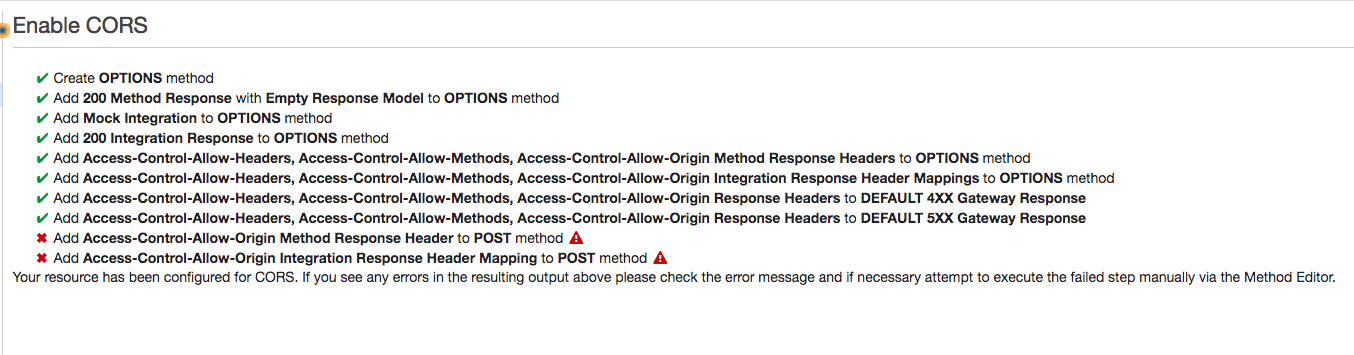 Enable CORS
✔ Create OPTIONS method
✔ Add 200 Method Response with Empty Response Model to OPTIONS method
✔ Add Mock Integration to OPTIONS method
✔ Add 200 Integration Response to OPTIONS method
✔ Add Access-Control-Allow-Headers, Access-Control-Allow-Methods, Access-Control-Allow-Origin Method Response Headers to OPTIONS method
✔ Add Access-Control-Allow-Headers, Access-Control-Allow-Methods, Access-Control-Allow-Origin Integration Response Header Mappings to OPTIONS method
✔ Add Access-Control-Allow-Headers, Access-Control-Allow-Methods, Access-Control-Allow-Origin Response Headers to DEFAULT 4XX Gateway Response
✔ Add Access-Control-Allow-Headers, Access-Control-Allow-Methods, Access-Control-Allow-Origin Response Headers to DEFAULT 5XX Gateway Response
✖ Add Access-Control-Allow-Origin Method Response Header to POST method
✖ Add Access-Control-Allow-Origin Integration Response Header Mapping to POST method
Your resource has been configured for CORS. If you see any errors in the resulting output above please check the error message and if necessary attempt to execute the failed step manually via the Method Editor.